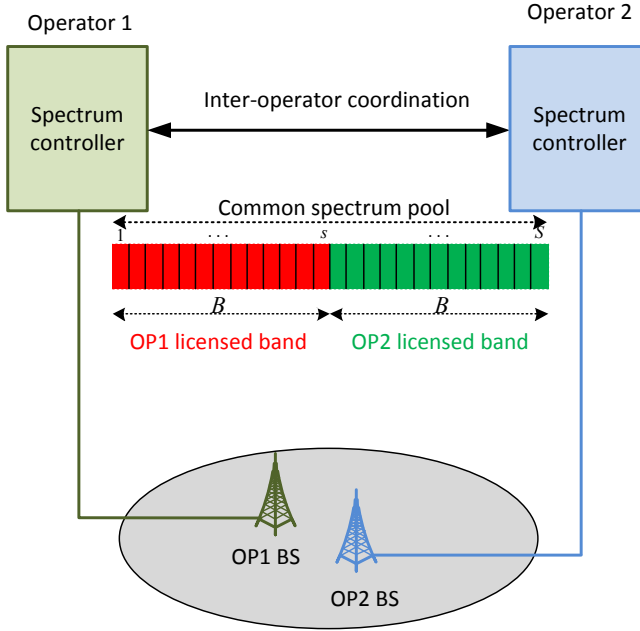 Operator 1
Operator 2
Spectrum
controller
Inter-operator coordination
Spectrum
controller
Common spectrum pool
1 ... s ... S
B B
OP1 licensed band OP2 licensed band
OP1 BS
OP2 BS